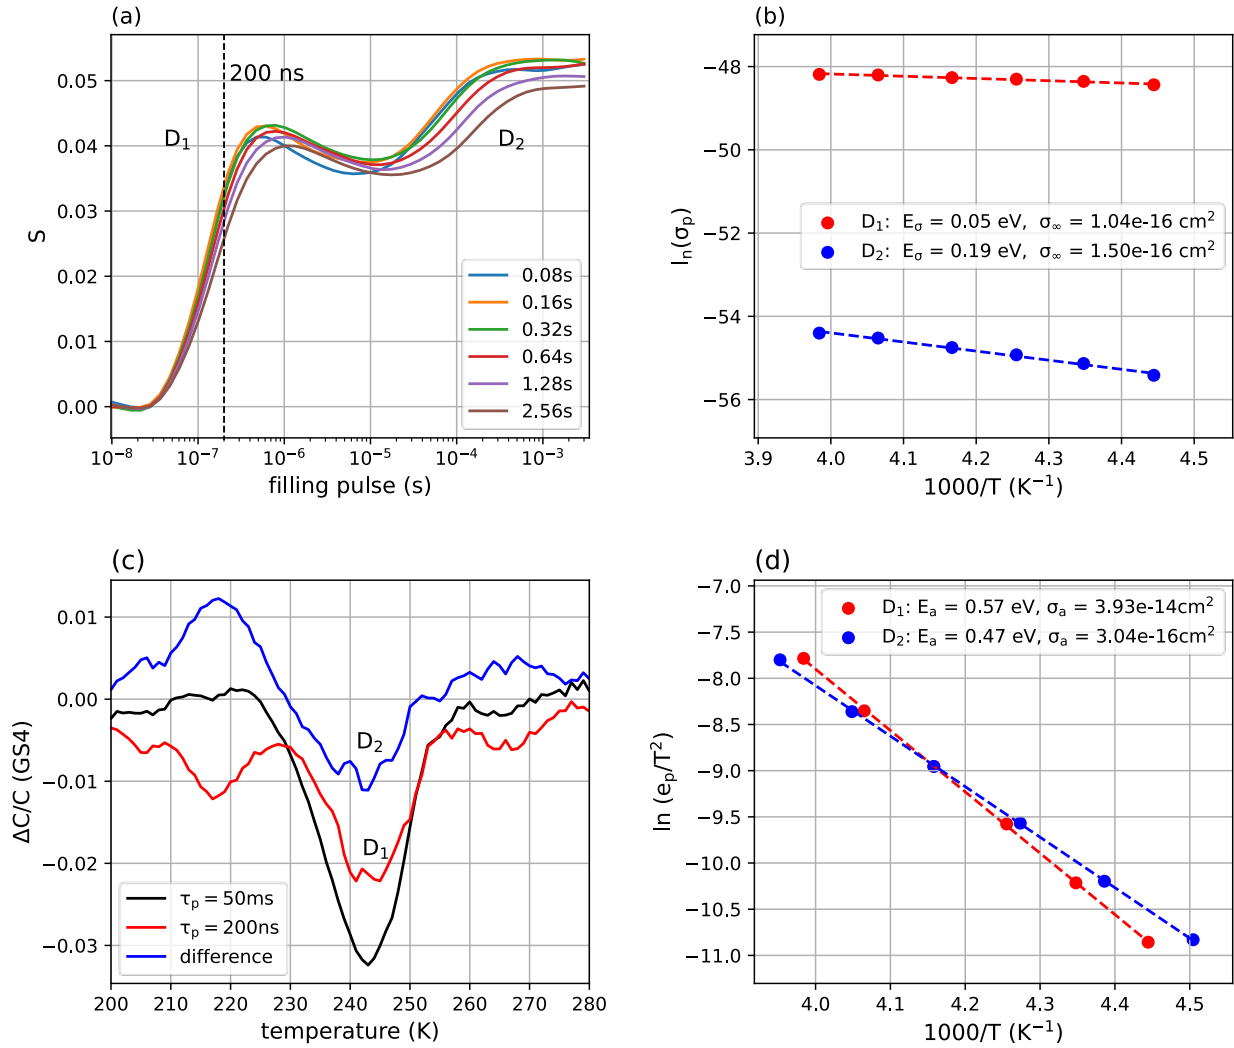 (a)
200 ns
D₁
D₂
0.05
0.04
0.03
0.02
0.01
0.00
S
0.08s
0.16s
0.32s
0.64s
1.28s
2.56s
10⁻⁸ 10⁻⁷ 10⁻⁶ 10⁻⁵ 10⁻⁴ 10⁻³
filling pulse (s)
(b)
−48
−50
−52
−54
−56
lₙ(σₚ)
D₁: E_σ = 0.05 eV, σ_∞ = 1.04e-16 cm²
D₂: E_σ = 0.19 eV, σ_∞ = 1.50e-16 cm²
3.9 4.0 4.1 4.2 4.3 4.4 4.5
1000/T (K⁻¹)
(c)
0.01
0.00
−0.01
−0.02
−0.03
ΔC/C (GS4)
D₂
D₁
τₚ = 50ms
τₚ = 200ns
difference
200 210 220 230 240 250 260 270 280
temperature (K)
(d)
−7.0
−7.5
−8.0
−8.5
−9.0
−9.5
−10.0
−10.5
−11.0
ln (eₚ/T²)
D₁: Eₐ = 0.57 eV, σₐ = 3.93e-14cm²
D₂: Eₐ = 0.47 eV, σₐ = 3.04e-16cm²
4.0 4.1 4.2 4.3 4.4 4.5
1000/T (K⁻¹)